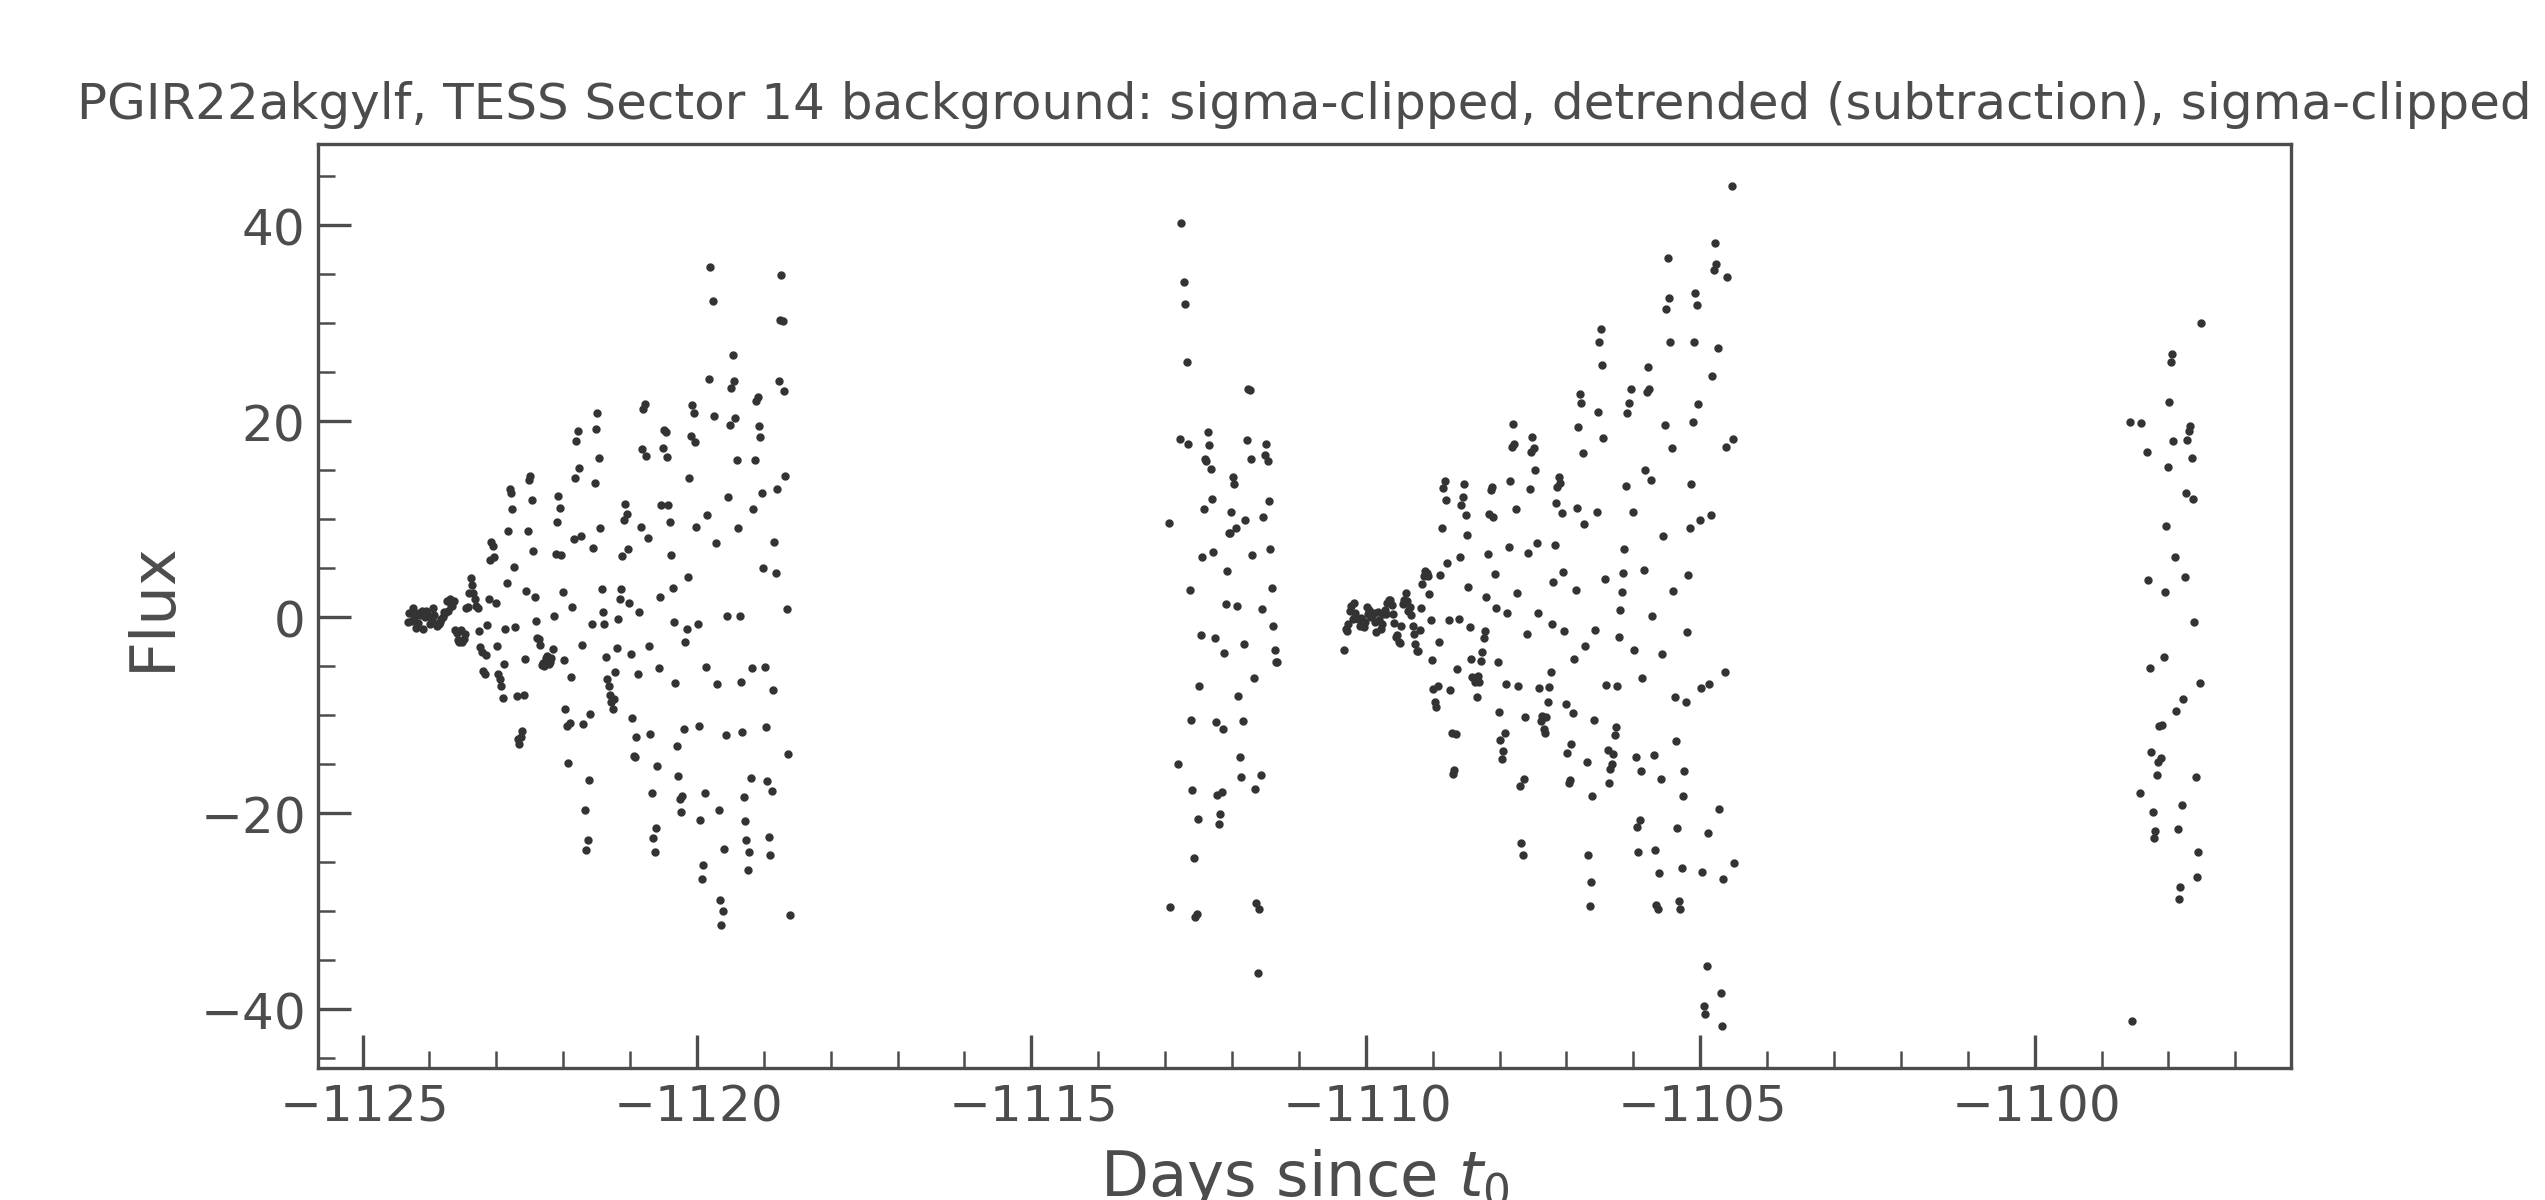 PGIR22akgylf, TESS Sector 14 background: sigma-clipped, detrended (subtraction), sigma-clipped
Flux
40
20
0
−20
−40
−1125 −1120 −1115 −1110 −1105 −1100
Days since t0